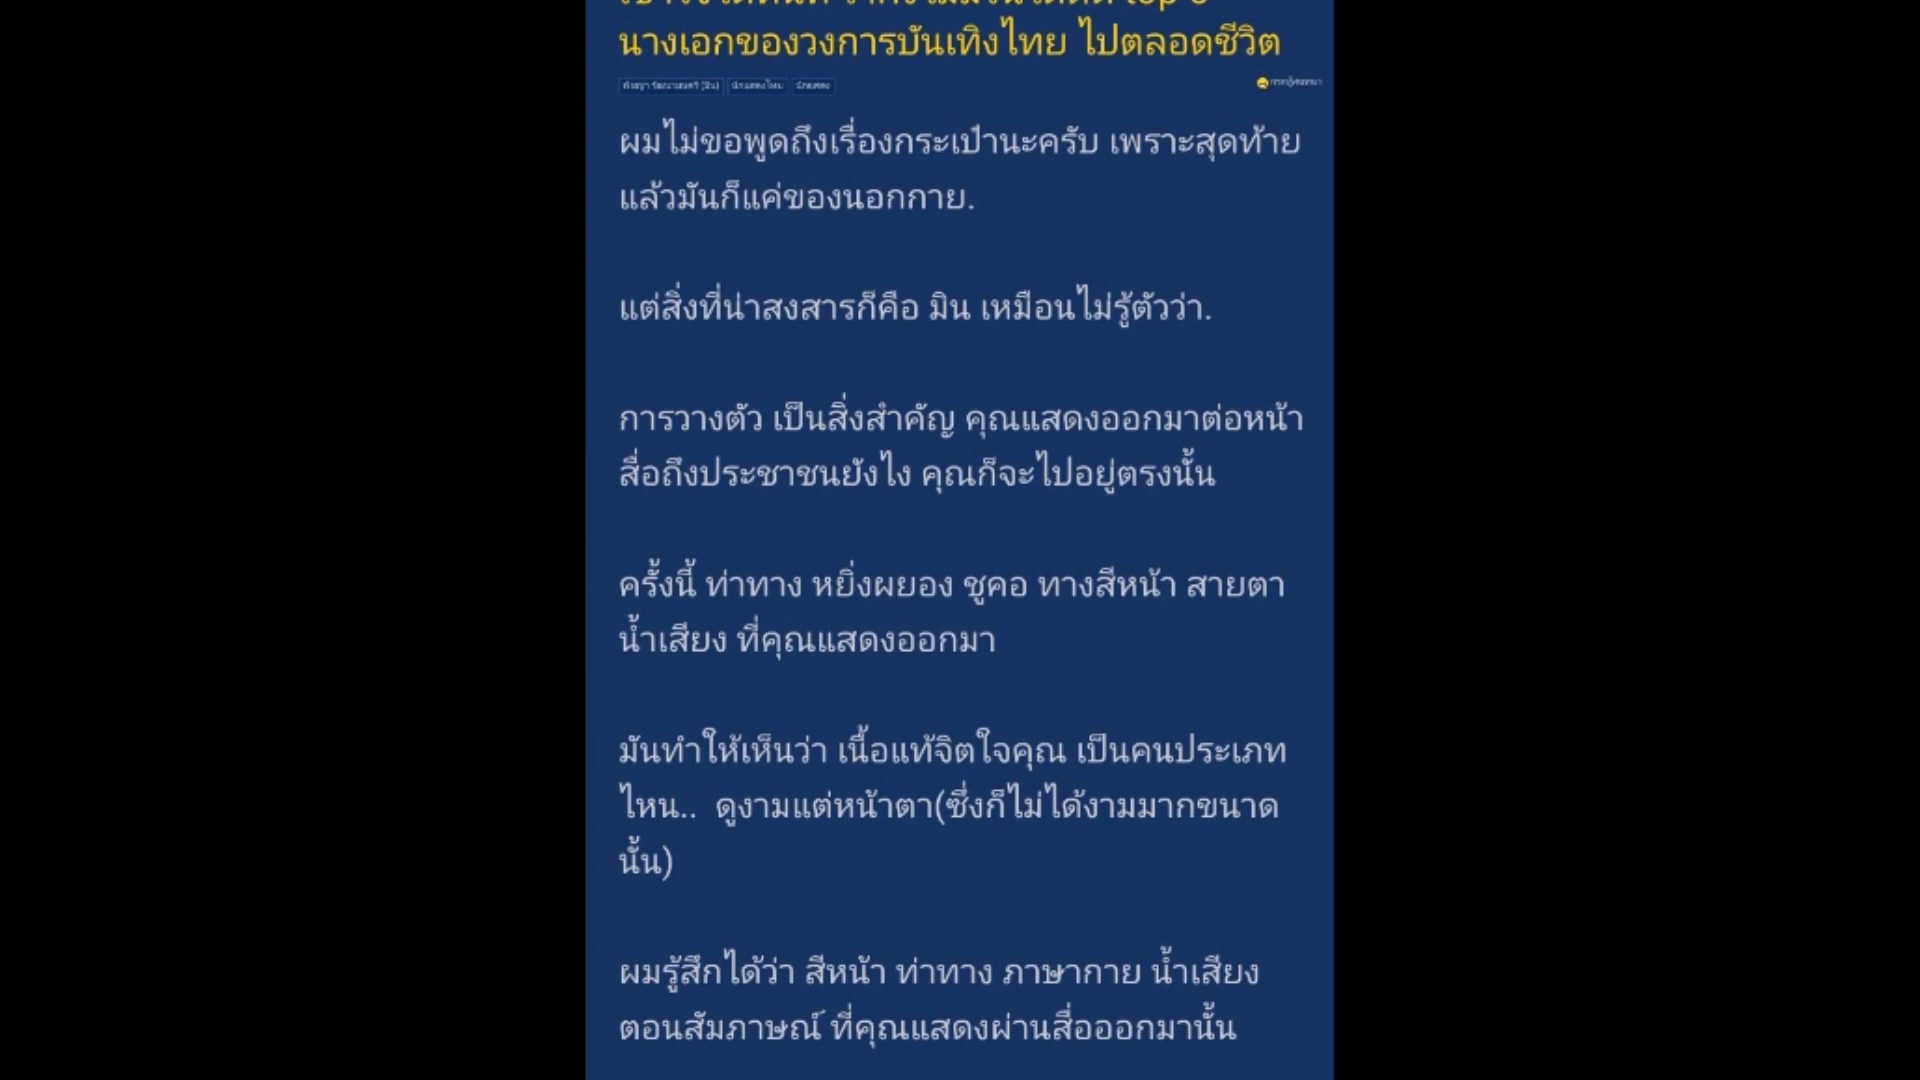 นางเอกของวงการบันเทิงไทย ไปตลอดชีวิต
นักแสดงไทย นักแสดง
ผมไม่ขอพูดถึงเรื่องกระเป๋านะครับ เพราะสุดท้าย
แล้วมันก็แค่ของนอกกาย.
แต่สิ่งที่น่าสงสารก็คือ มิน เหมือนไม่รู้ตัวว่า.
การวางตัว เป็นสิ่งสำคัญ คุณแสดงออกมาต่อหน้า
สื่อถึงประชาชนยังไง คุณก็จะไปอยู่ตรงนั้น
ครั้งนี้ ท่าทาง หยิ่งผยอง ชูคอ ทางสีหน้า สายตา
น้ำเสียง ที่คุณแสดงออกมา
มันทำให้เห็นว่า เนื้อแท้จิตใจคุณ เป็นคนประเภท
ไหน.. ดูงามแต่หน้าตา(ซึ่งก็ไม่ได้งามมากขนาด
นั้น)
ผมรู้สึกได้ว่า สีหน้า ท่าทาง ภาษากาย น้ำเสียง
ตอนสัมภาษณ์ ที่คุณแสดงผ่านสื่อออกมานั้น